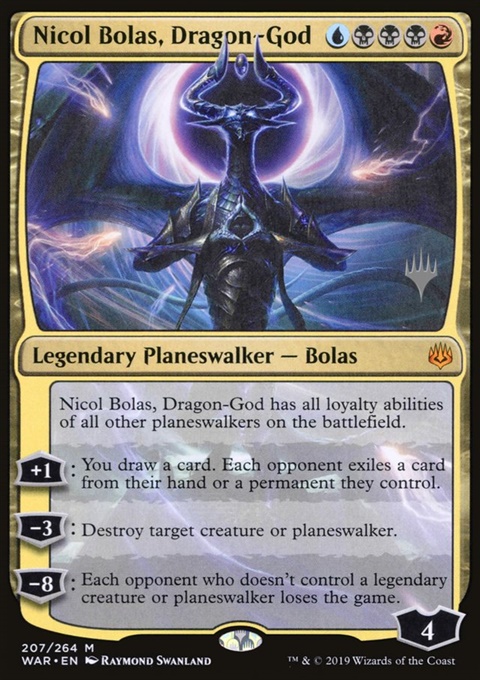 Nicol Bolas, Dragon-God
Legendary Planeswalker — Bolas
Nicol Bolas, Dragon-God has all loyalty abilities
of all other planeswalkers on the battlefield.
+1 : You draw a card. Each opponent exiles a card
from their hand or a permanent they control.
−3 : Destroy target creature or planeswalker.
−8 : Each opponent who doesn't control a legendary
creature or planeswalker loses the game.
4
207/264 M
WAR • EN RAYMOND SWANLAND
™ & © 2019 Wizards of the Coast